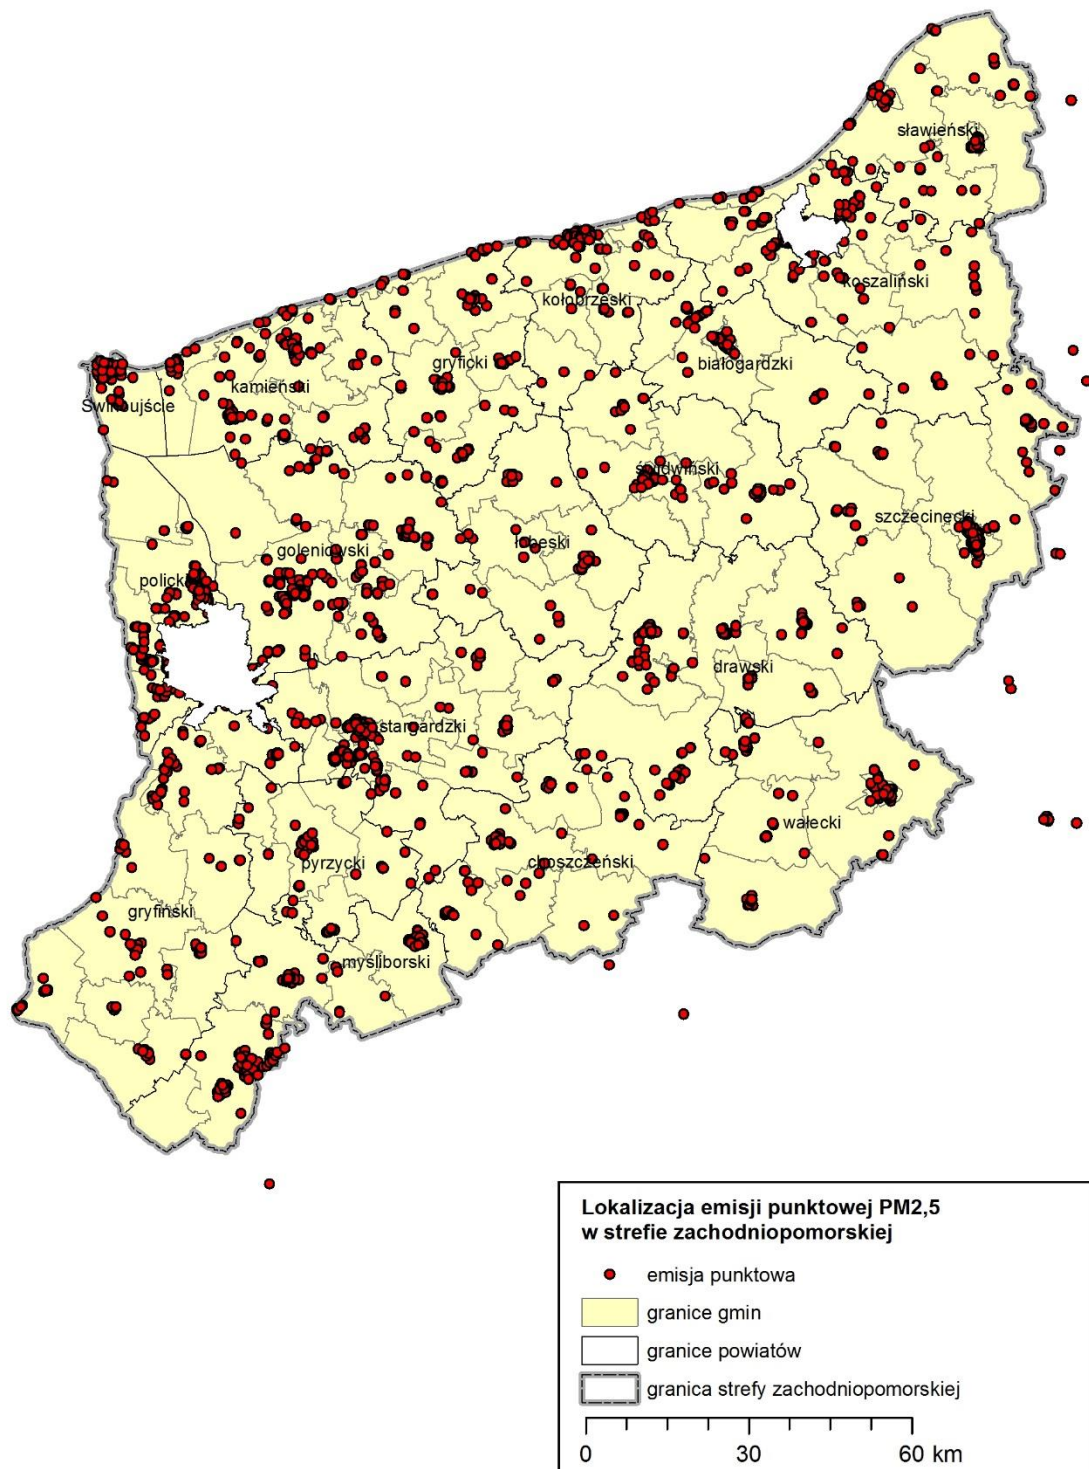 sławieński
koszaliński
kołobrzeski
białogardzki
gryficki
kamieński
Świnoujście
świdwiński
szczecinecki
łobeski
goleniowski
policki
drawski
stargardzki
wałecki
choszczeński
pyrzycki
gryfiński
myśliborski
Lokalizacja emisji punktowej PM2,5
w strefie zachodniopomorskiej
emisja punktowa
granice gmin
granice powiatów
granica strefy zachodniopomorskiej
0 30 60 km